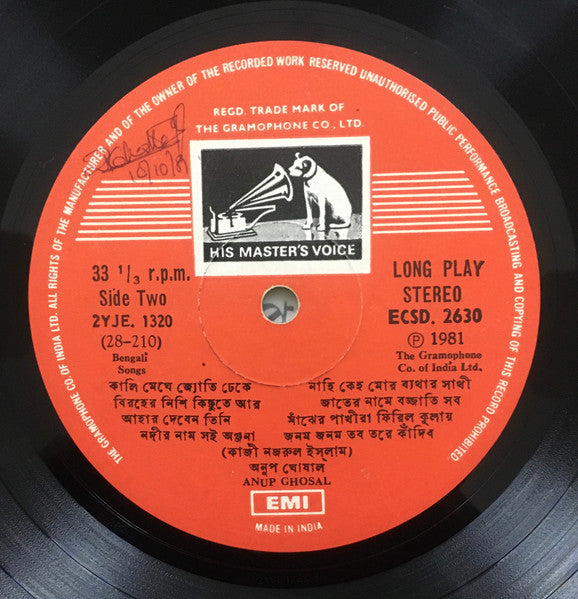 THE GRAMOPHONE CO. OF INDIA LTD. ALL RIGHTS OF THE MANUFACTURER AND OF THE OWNER OF THE RECORDED WORK RESERVED UNAUTHORISED PUBLIC PERFORMANCE BROADCASTING AND COPYING OF THIS RECORD PROHIBITED
REGD. TRADE MARK OF
THE GRAMOPHONE CO., LTD.
HIS MASTER'S VOICE
33 1/3 r.p.m.
Side Two
2YJE. 1320
(28-210)
Bengali
Songs
LONG PLAY
STEREO
ECSD. 2630
℗ 1981
The Gramophone
Co. of India Ltd.,
কালি মেঘে জ্যোতি ঢেকে
বিরহের নিশি কিছুতে আর
আহার দেবেন তিনি
নদীর নাম সই অঞ্জনা
নাহি কেহ মোর ব্যথার সাথী
জাতের নামে বজ্জাতি সব
সাঁঝের পাখীরা ফিরিল কুলায়
জনম জনম তব তরে কাঁদিব
(কাজী নজরুল ইস্লাম)
অনুপ ঘোষাল
ANUP GHOSAL
EMI
MADE IN INDIA